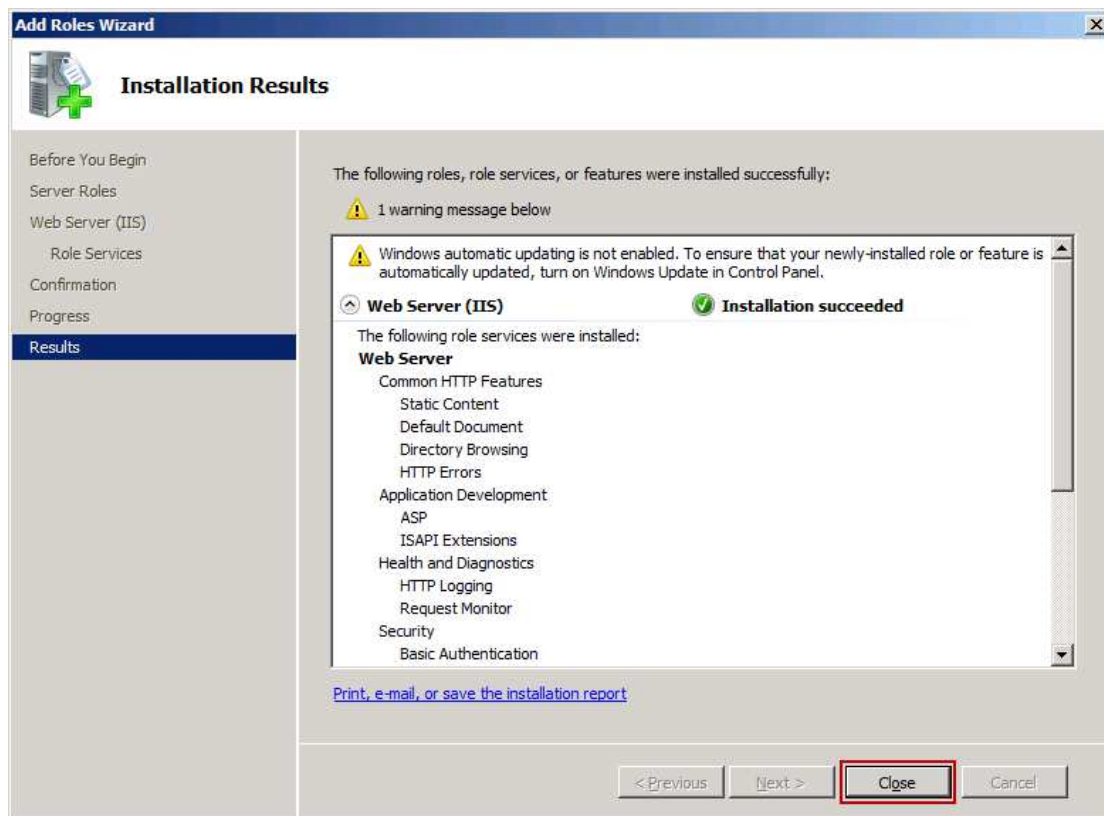 Add Roles Wizard
Installation Results
Before You Begin
Server Roles
Web Server (IIS)
Role Services
Confirmation
Progress
Results
The following roles, role services, or features were installed successfully:
1 warning message below
Windows automatic updating is not enabled. To ensure that your newly-installed role or feature is
automatically updated, turn on Windows Update in Control Panel.
Web Server (IIS) Installation succeeded
The following role services were installed:
Web Server
Common HTTP Features
Static Content
Default Document
Directory Browsing
HTTP Errors
Application Development
ASP
ISAPI Extensions
Health and Diagnostics
HTTP Logging
Request Monitor
Security
Basic Authentication
Print, e-mail, or save the installation report
< Previous Next > Close Cancel